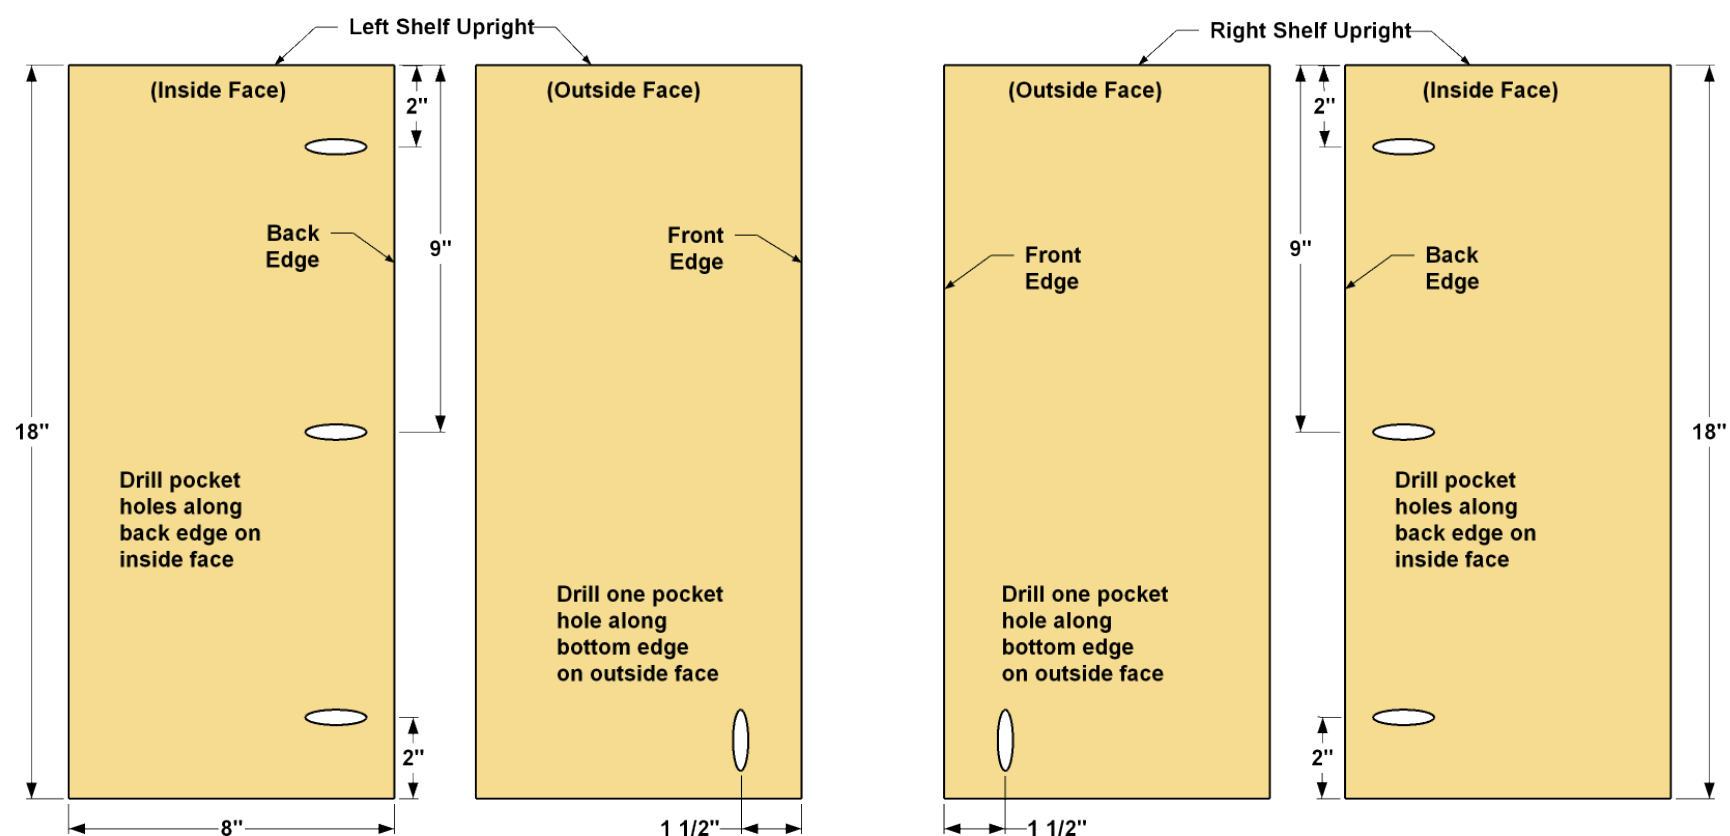 Left Shelf Upright
Right Shelf Upright
(Inside Face)
2"
(Outside Face)
(Outside Face)
2"
(Inside Face)
Back
Edge
9"
Front
Edge
Front
Edge
9"
Back
Edge
18"
18"
Drill pocket
holes along
back edge on
inside face
Drill pocket
holes along
back edge on
inside face
Drill one pocket
hole along
bottom edge
on outside face
Drill one pocket
hole along
bottom edge
on outside face
2"
2"
8"
1 1/2"
1 1/2"